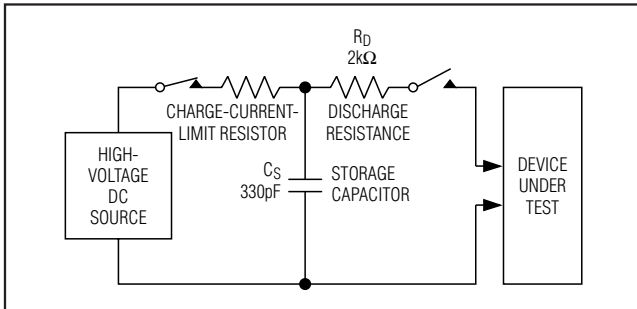 R_D
2kΩ
CHARGE-CURRENT-
LIMIT RESISTOR
DISCHARGE
RESISTANCE
HIGH-
VOLTAGE
DC
SOURCE
C_S
330pF
STORAGE
CAPACITOR
DEVICE
UNDER
TEST